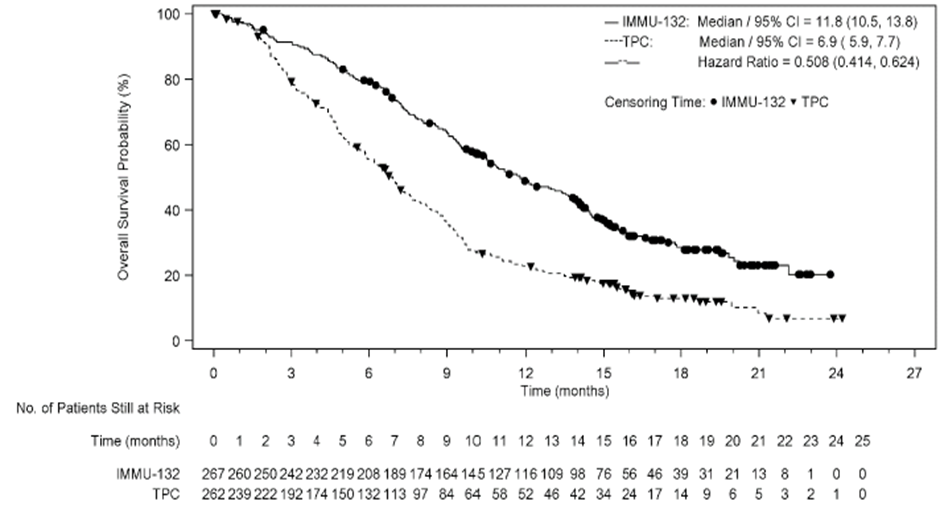 100
80
60
40
20
0
Overall Survival Probability (%)
IMMU-132: Median / 95% CI = 11.8 (10.5, 13.8)
TPC: Median / 95% CI = 6.9 ( 5.9, 7.7)
Hazard Ratio = 0.508 (0.414, 0.624)
Censoring Time: ● IMMU-132 ▼ TPC
0 3 6 9 12 15 18 21 24 27
Time (months)
No. of Patients Still at Risk
Time (months) 0 1 2 3 4 5 6 7 8 9 10 11 12 13 14 15 16 17 18 19 20 21 22 23 24 25
IMMU-132 267 260 250 242 232 219 208 189 174 164 145 127 116 109 98 76 56 46 39 31 21 13 8 1 0 0
TPC 262 239 222 192 174 150 132 113 97 84 64 58 52 46 42 34 24 17 14 9 6 5 3 2 1 0